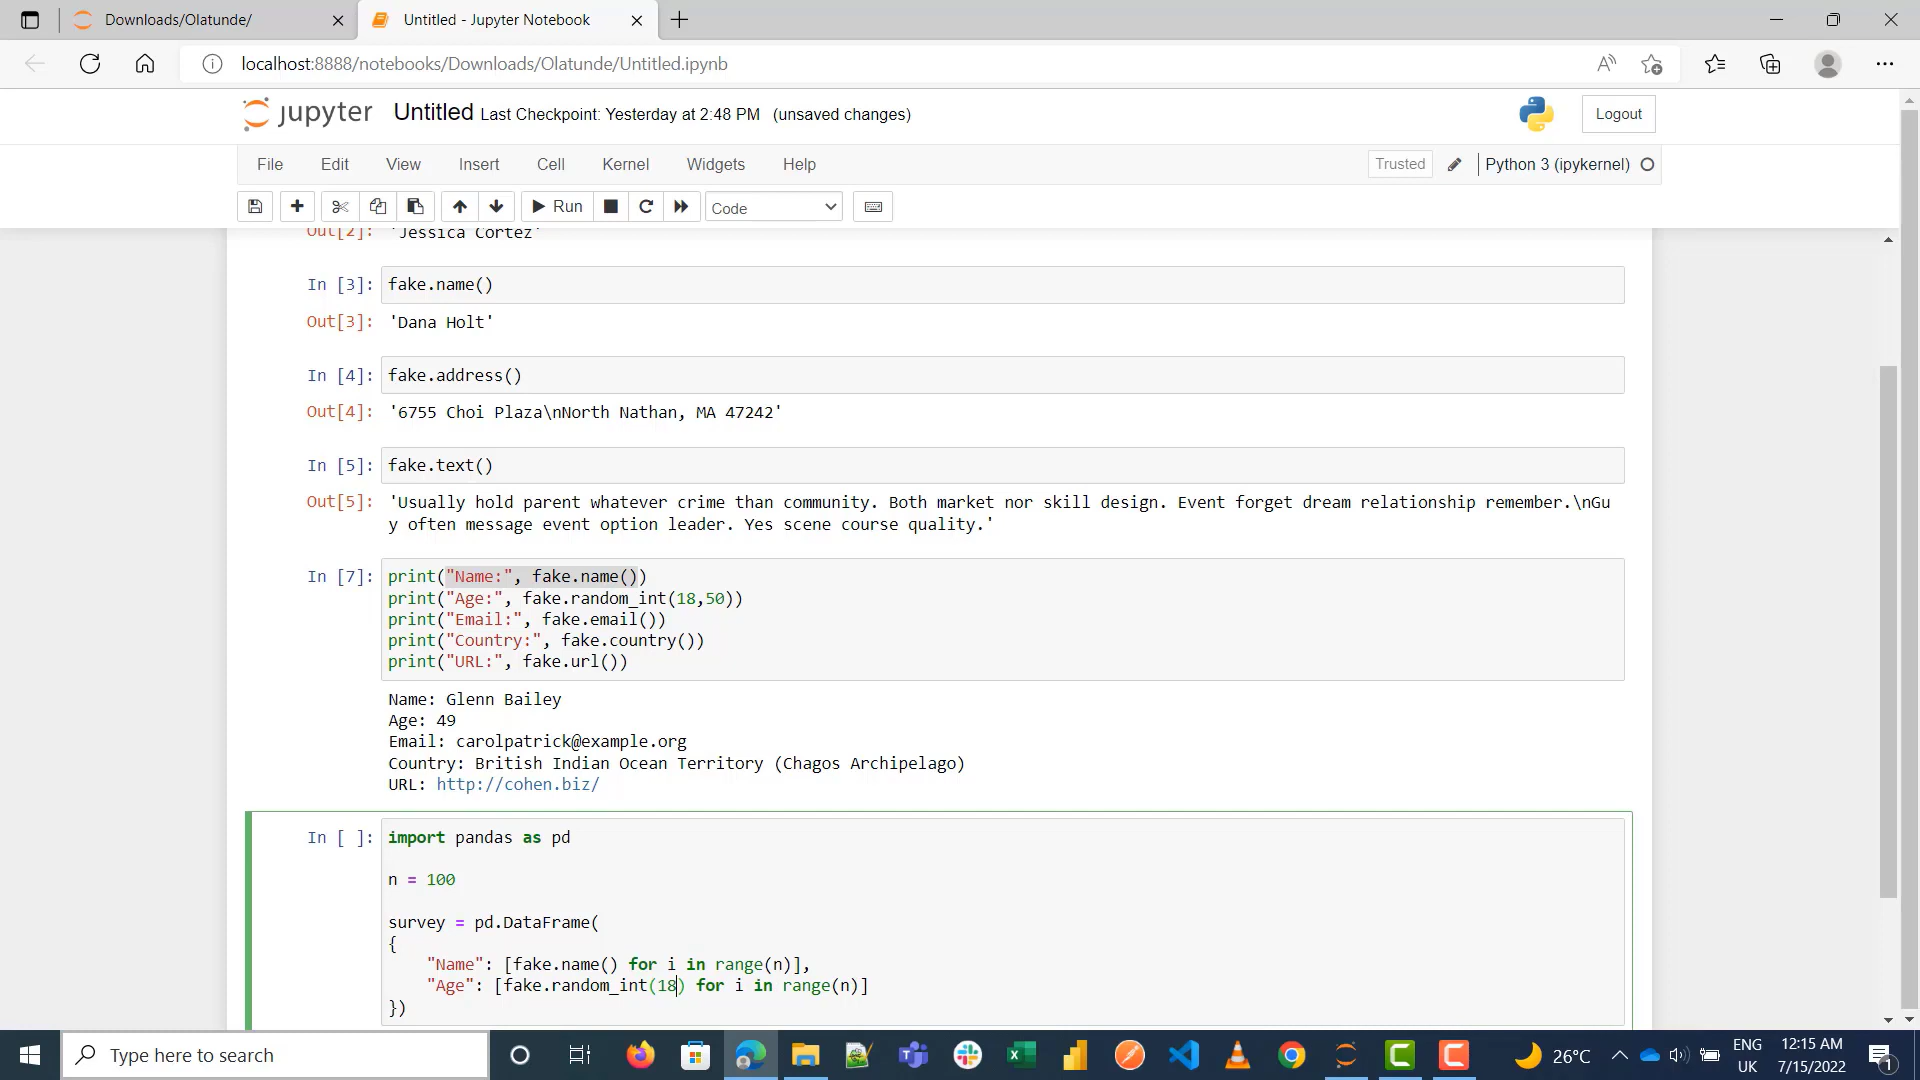 Downloads/Olatunde/
Untitled - Jupyter Notebook
localhost:8888/notebooks/Downloads/Olatunde/Untitled.ipynb
jupyter Untitled Last Checkpoint: Yesterday at 2:48 PM (unsaved changes)
Logout
File Edit View Insert Cell Kernel Widgets Help
Trusted
Python 3 (ipykernel)
Run
Code
Out[2]: 'Jessica Cortez'
In [3]: fake.name()
Out[3]: 'Dana Holt'
In [4]: fake.address()
Out[4]: '6755 Choi Plaza\nNorth Nathan, MA 47242'
In [5]: fake.text()
Out[5]: 'Usually hold parent whatever crime than community. Both market nor skill design. Event forget dream relationship remember.\nGu
y often message event option leader. Yes scene course quality.'
In [7]: print("Name:", fake.name())
print("Age:", fake.random_int(18,50))
print("Email:", fake.email())
print("Country:", fake.country())
print("URL:", fake.url())
Name: Glenn Bailey
Age: 49
Email: carolpatrick@example.org
Country: British Indian Ocean Territory (Chagos Archipelago)
URL: http://cohen.biz/
In [ ]: import pandas as pd
n = 100
survey = pd.DataFrame(
{
"Name": [fake.name() for i in range(n)],
"Age": [fake.random_int(18) for i in range(n)]
})
Type here to search
26°C
ENG
UK
12:15 AM
7/15/2022
1